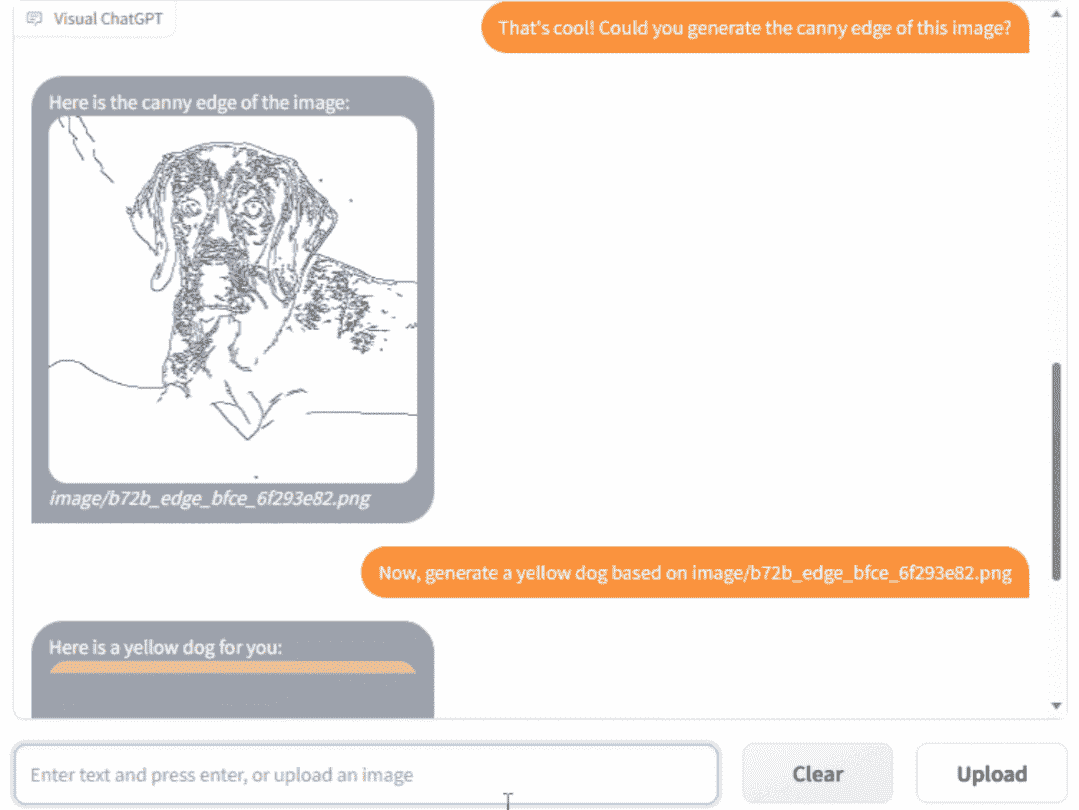 Visual ChatGPT
That's cool! Could you generate the canny edge of this image?
Here is the canny edge of the image:
image/b72b_edge_bfce_6f293e82.png
Now, generate a yellow dog based on image/b72b_edge_bfce_6f293e82.png
Here is a yellow dog for you:
Enter text and press enter, or upload an image
Clear
Upload